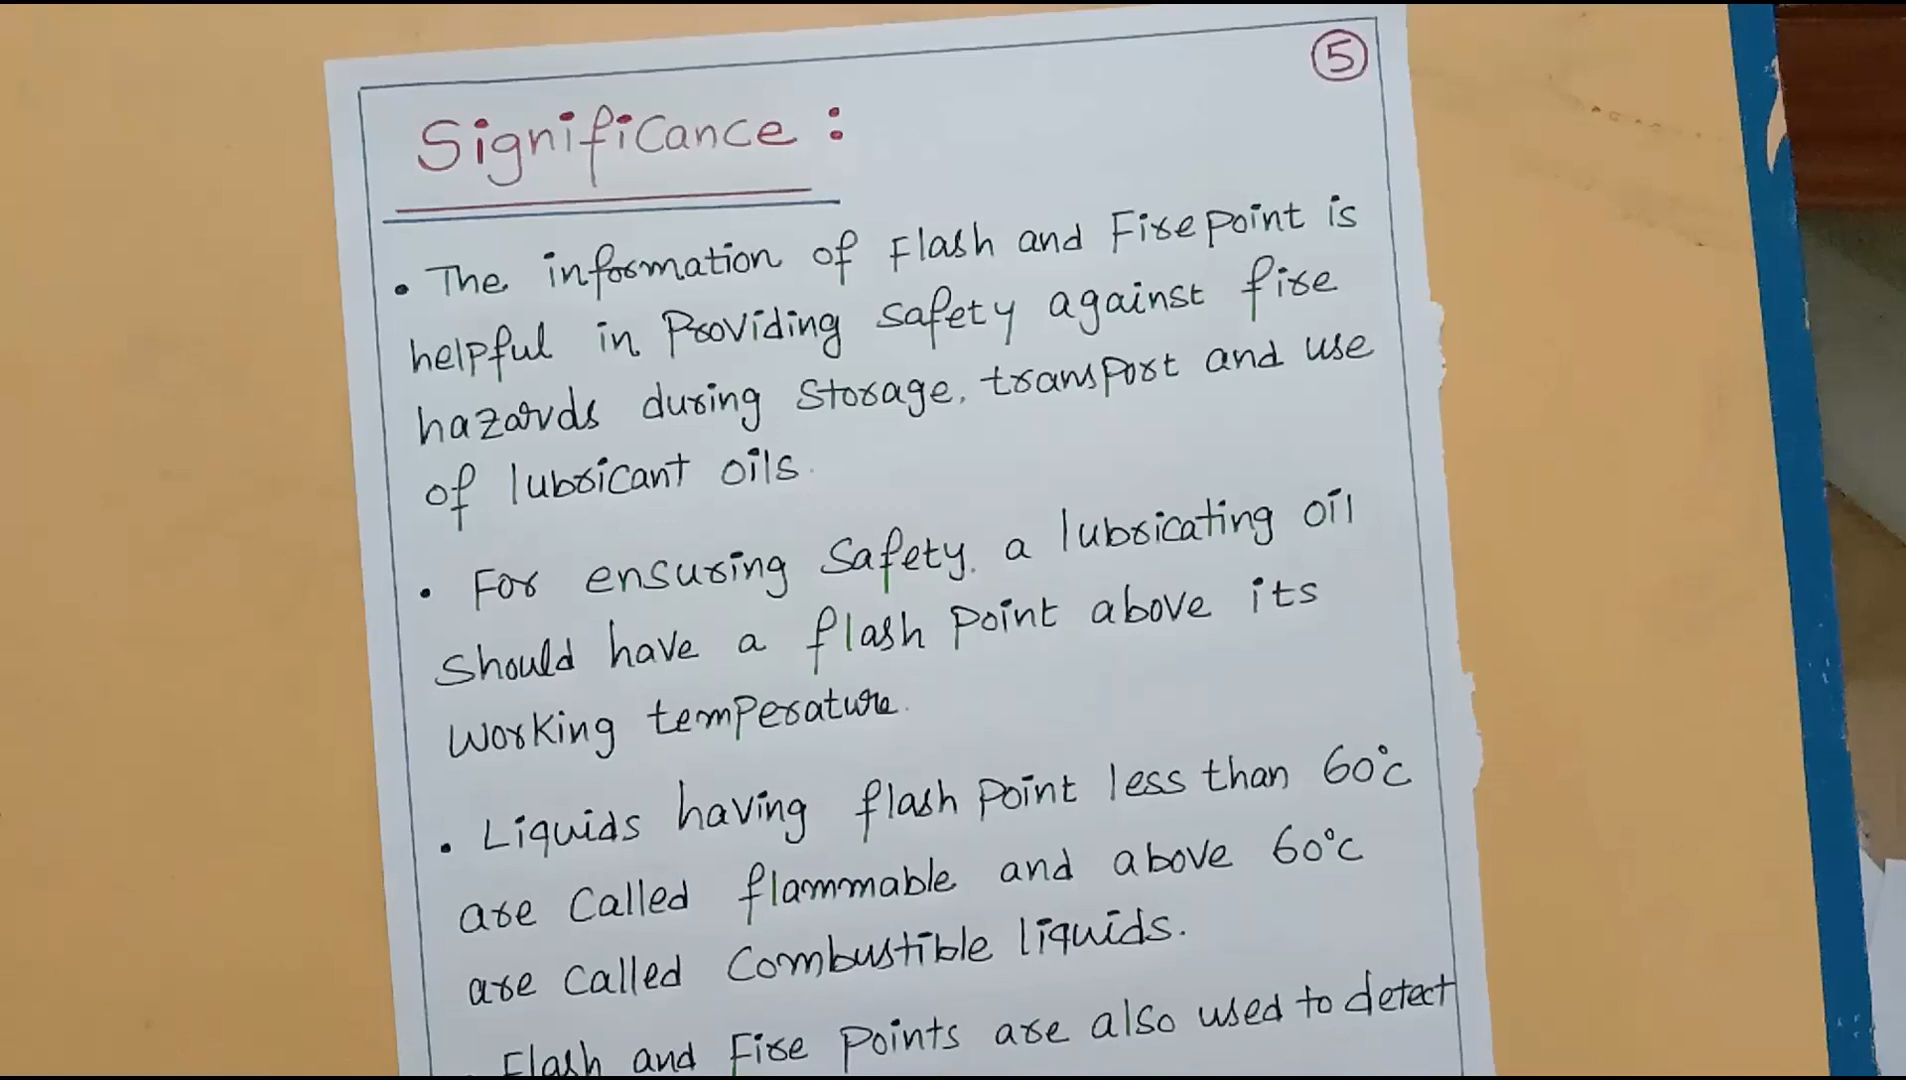 5
Significance :
• The information of Flash and Fire point is
helpful in Providing safety against fire
hazards during Storage, transport and use
of lubricant oils.
• For ensuring Safety, a lubricating oil
should have a flash point above its
working temperature.
• Liquids having flash point less than 60°C
are called flammable and above 60°C
are called Combustible liquids.
• Flash and Fire points are also used to detect